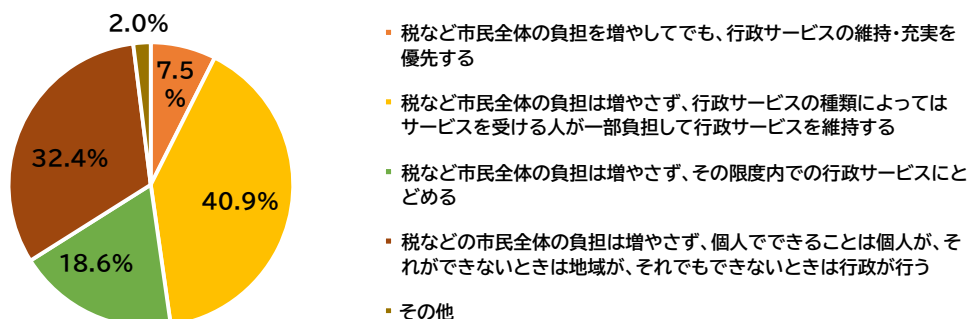 2.0%
7.5
%
32.4%
40.9%
18.6%
税など市民全体の負担を増やしてでも、行政サービスの維持・充実を
優先する
税など市民全体の負担は増やさず、行政サービスの種類によっては
サービスを受ける人が一部負担して行政サービスを維持する
税など市民全体の負担は増やさず、その限度内での行政サービスにと
どめる
税などの市民全体の負担は増やさず、個人でできることは個人が、そ
れができないときは地域が、それでもできないときは行政が行う
その他